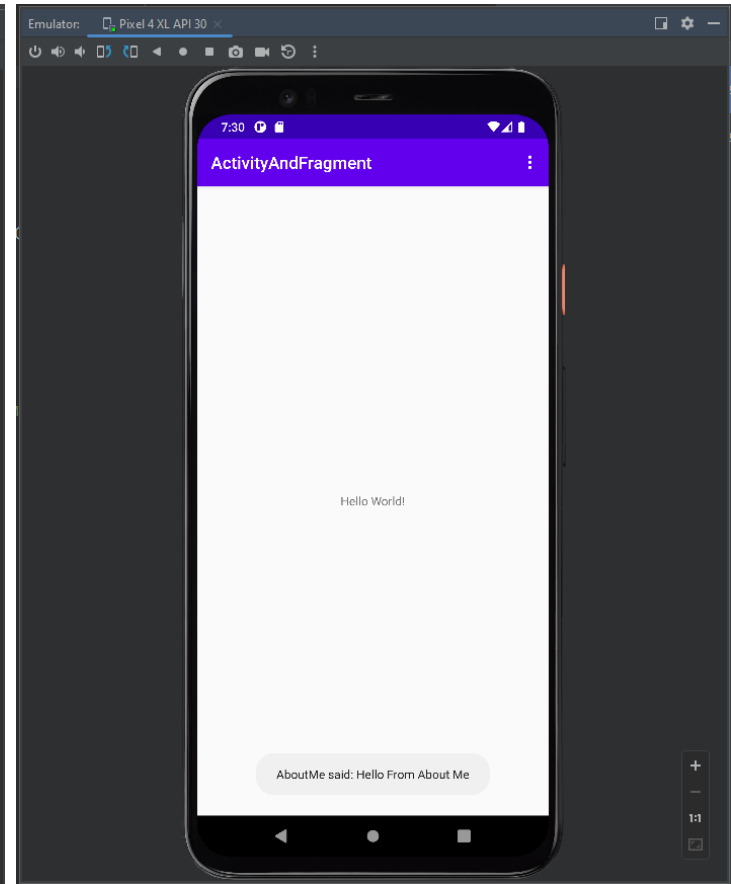 Emulator: Pixel 4 XL API 30
7:30
ActivityAndFragment
Hello World!
AboutMe said: Hello From About Me
1:1